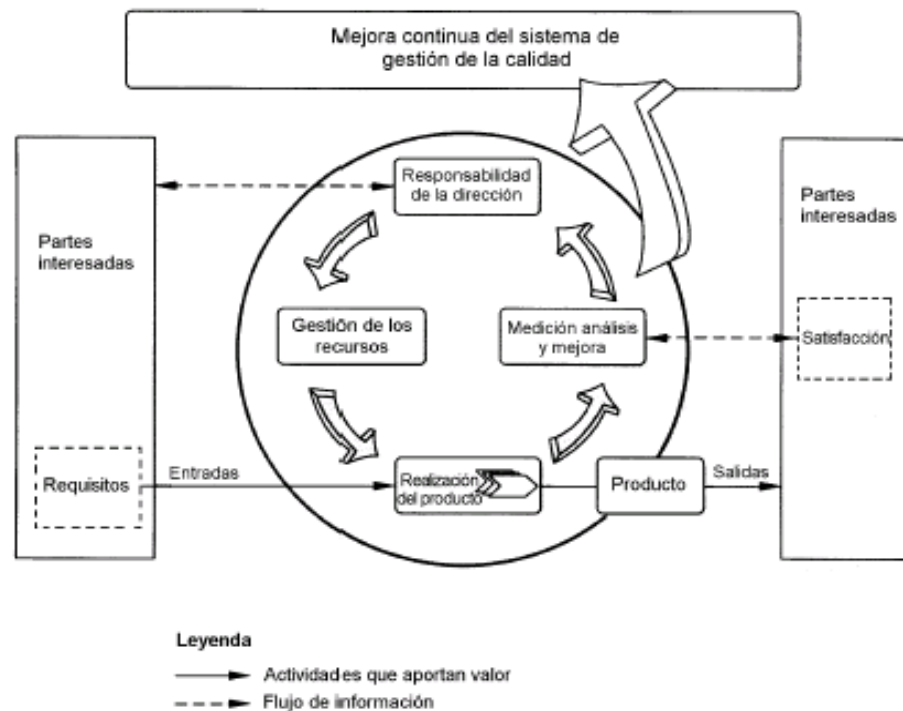 Mejora continua del sistema de
gestión de la calidad
Responsabilidad
de la dirección
Partes
interesadas
Partes
interesadas
Gestión de los
recursos
Medición análisis
y mejora
Satisfacción
Requisitos
Entradas
Realización
del producto
Producto
Salidas
Leyenda
Actividades que aportan valor
Flujo de información